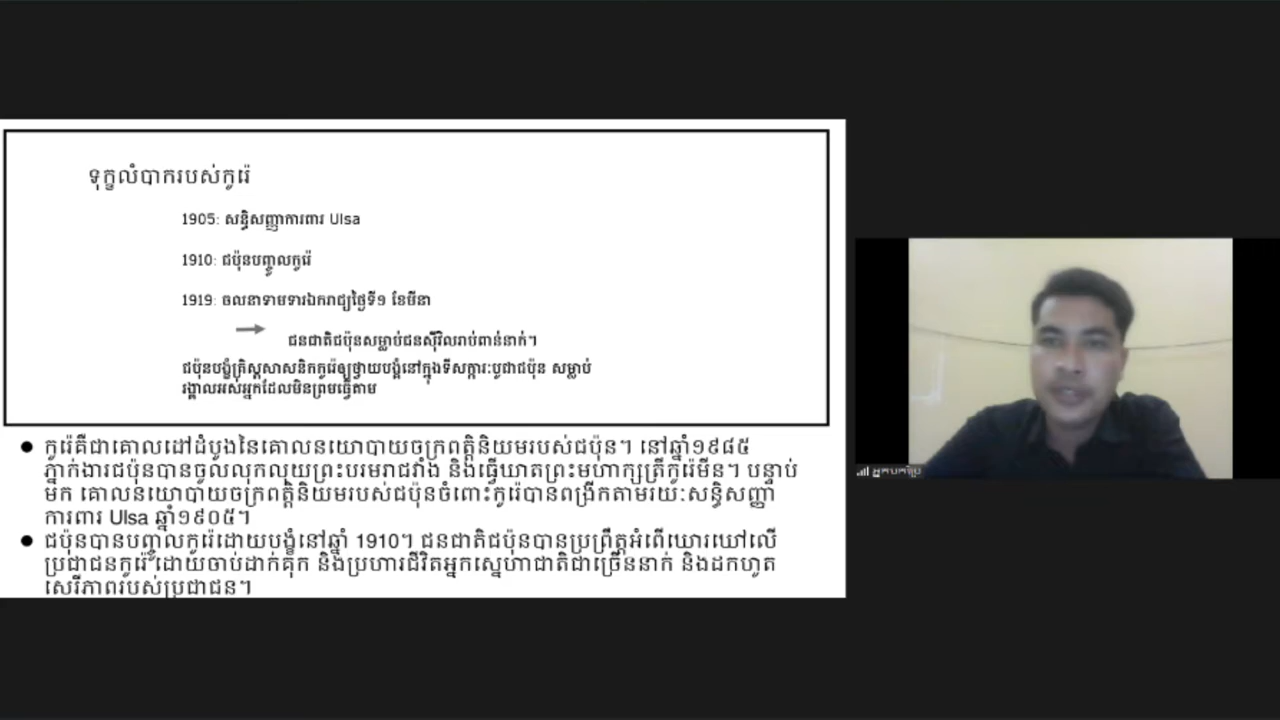 ទុក្ខលំបាករបស់កូរ៉េ
1905: សន្ធិសញ្ញាការពារ Ulsa
1910: ជប៉ុនបញ្ចូលកូរ៉េ
1919: ចលនាទាមទារឯករាជ្យថ្ងៃទី១ ខែមីនា
ជនជាតិជប៉ុនសម្លាប់ជនស៊ីវិលរាប់ពាន់នាក់។
ជប៉ុនបង្ខំគ្រិស្តសាសនិកកូរ៉េឲ្យថ្វាយបង្គំនៅក្នុងទីសក្ការៈបូជាជប៉ុន សម្លាប់
រង្គាលអស់អ្នកដែលមិនព្រមធ្វើតាម
● កូរ៉េគឺជាគោលដៅដំបូងនៃគោលនយោបាយចក្រពត្តិនិយមរបស់ជប៉ុន។ នៅឆ្នាំ១៩៨៥
ភ្នាក់ងារជប៉ុនបានចូលលុកលុយព្រះបរមរាជវាំង និងធ្វើឃាតព្រះមហាក្សត្រីកូរ៉េមីន។ បន្ទាប់
មក គោលនយោបាយចក្រពត្តិនិយមរបស់ជប៉ុនចំពោះកូរ៉េបានពង្រីកតាមរយៈសន្ធិសញ្ញា
ការពារ Ulsa ឆ្នាំ១៩០៥។
● ជប៉ុនបានបញ្ចូលកូរ៉េដោយបង្ខំនៅឆ្នាំ 1910។ ជនជាតិជប៉ុនបានប្រព្រឹត្តអំពើឃោរឃៅលើ
ប្រជាជនកូរ៉េ ដោយចាប់ដាក់គុក និងប្រហារជីវិតអ្នកស្នេហាជាតិជាច្រើននាក់ និងដកហូត
សេរីភាពរបស់ប្រជាជន។
អ្នកបកប្រែ